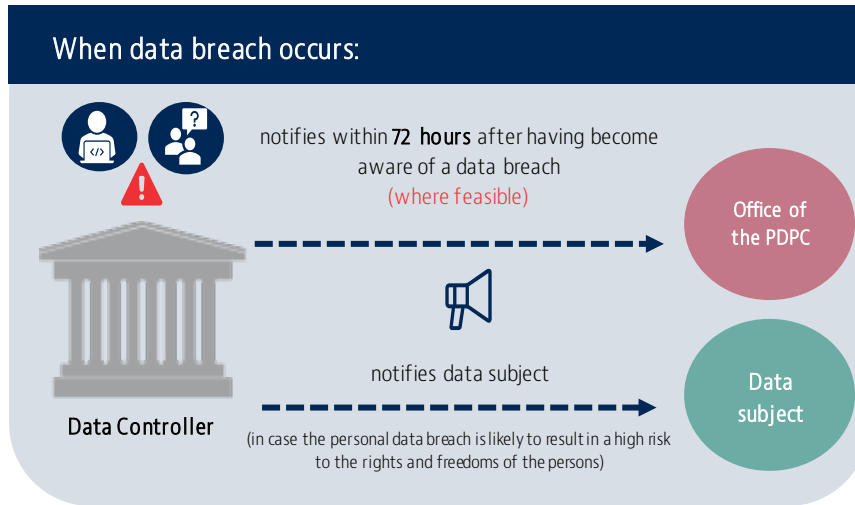 When data breach occurs:
?
</>
notifies within 72 hours after having become
aware of a data breach
(where feasible)
Office of
the PDPC
notifies data subject
Data Controller
(in case the personal data breach is likely to result in a high risk
to the rights and freedoms of the persons)
Data
subject